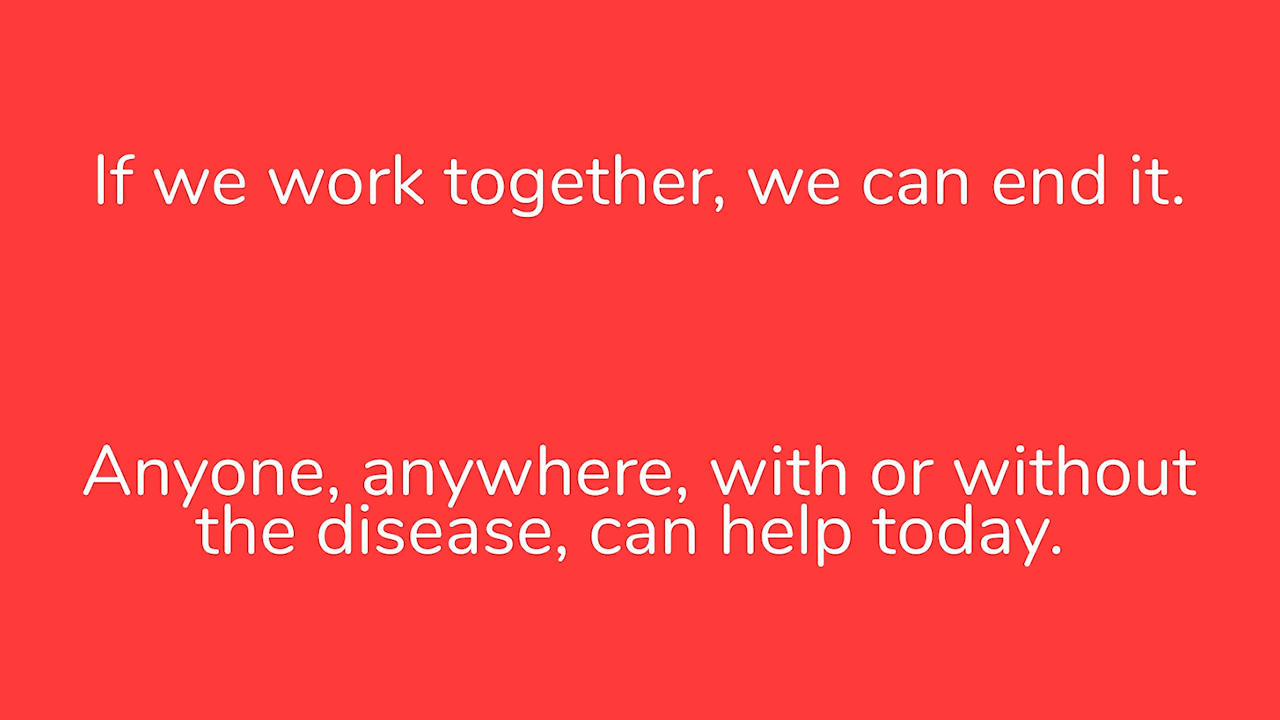 If we work together, we can end it.
Anyone, anywhere, with or without
the disease, can help today.